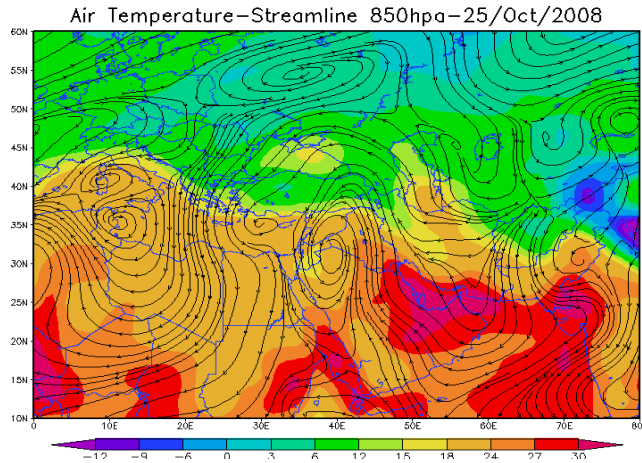 Air Temperature-Streamline 850hpa-25/Oct/2008
60N
55N
50N
45N
40N
35N
30N
25N
20N
15N
10N
0 10E 20E 30E 40E 50E 60E 70E 80
-12 -9 -6 0 3 6 12 15 18 24 27 30